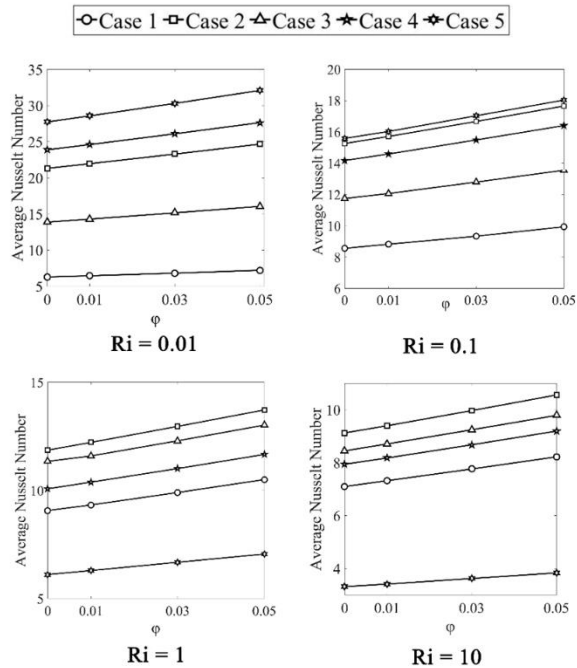 Case 1 Case 2 Case 3 Case 4 Case 5
35
30
25
20
15
10
5
Average Nusselt Number
0 0.01 0.03 0.05
φ
Ri = 0.01
20
18
16
14
12
10
8
6
Average Nusselt Number
0 0.01 0.03 0.05
φ
Ri = 0.1
15
10
5
Average Nusselt Number
0 0.01 0.03 0.05
φ
Ri = 1
10
8
6
4
Average Nusselt Number
0 0.01 0.03 0.05
φ
Ri = 10